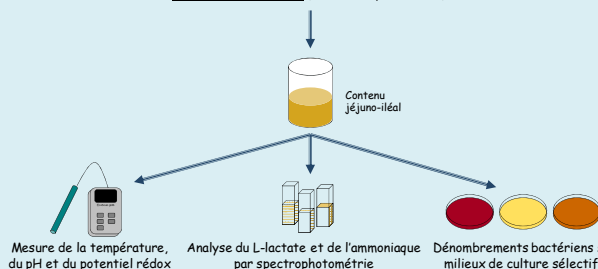 Contenu
jéjuno-iléal
Mesure de la température,
du pH et du potentiel rédox
Analyse du L-lactate et de l'ammoniaque
par spectrophotométrie
Dénombrements bactériens
milieu de culture sélectif